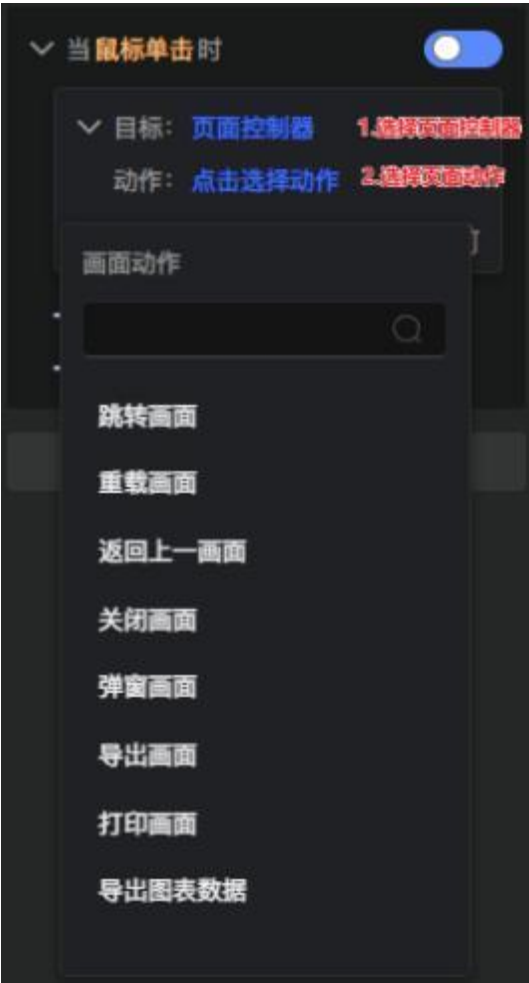 当鼠标单击时
目标：页面控制器 1.选择页面控制器
动作：点击选择动作 2.选择页面动作
画面动作
跳转画面
重载画面
返回上一画面
关闭画面
弹窗画面
导出画面
打印画面
导出图表数据